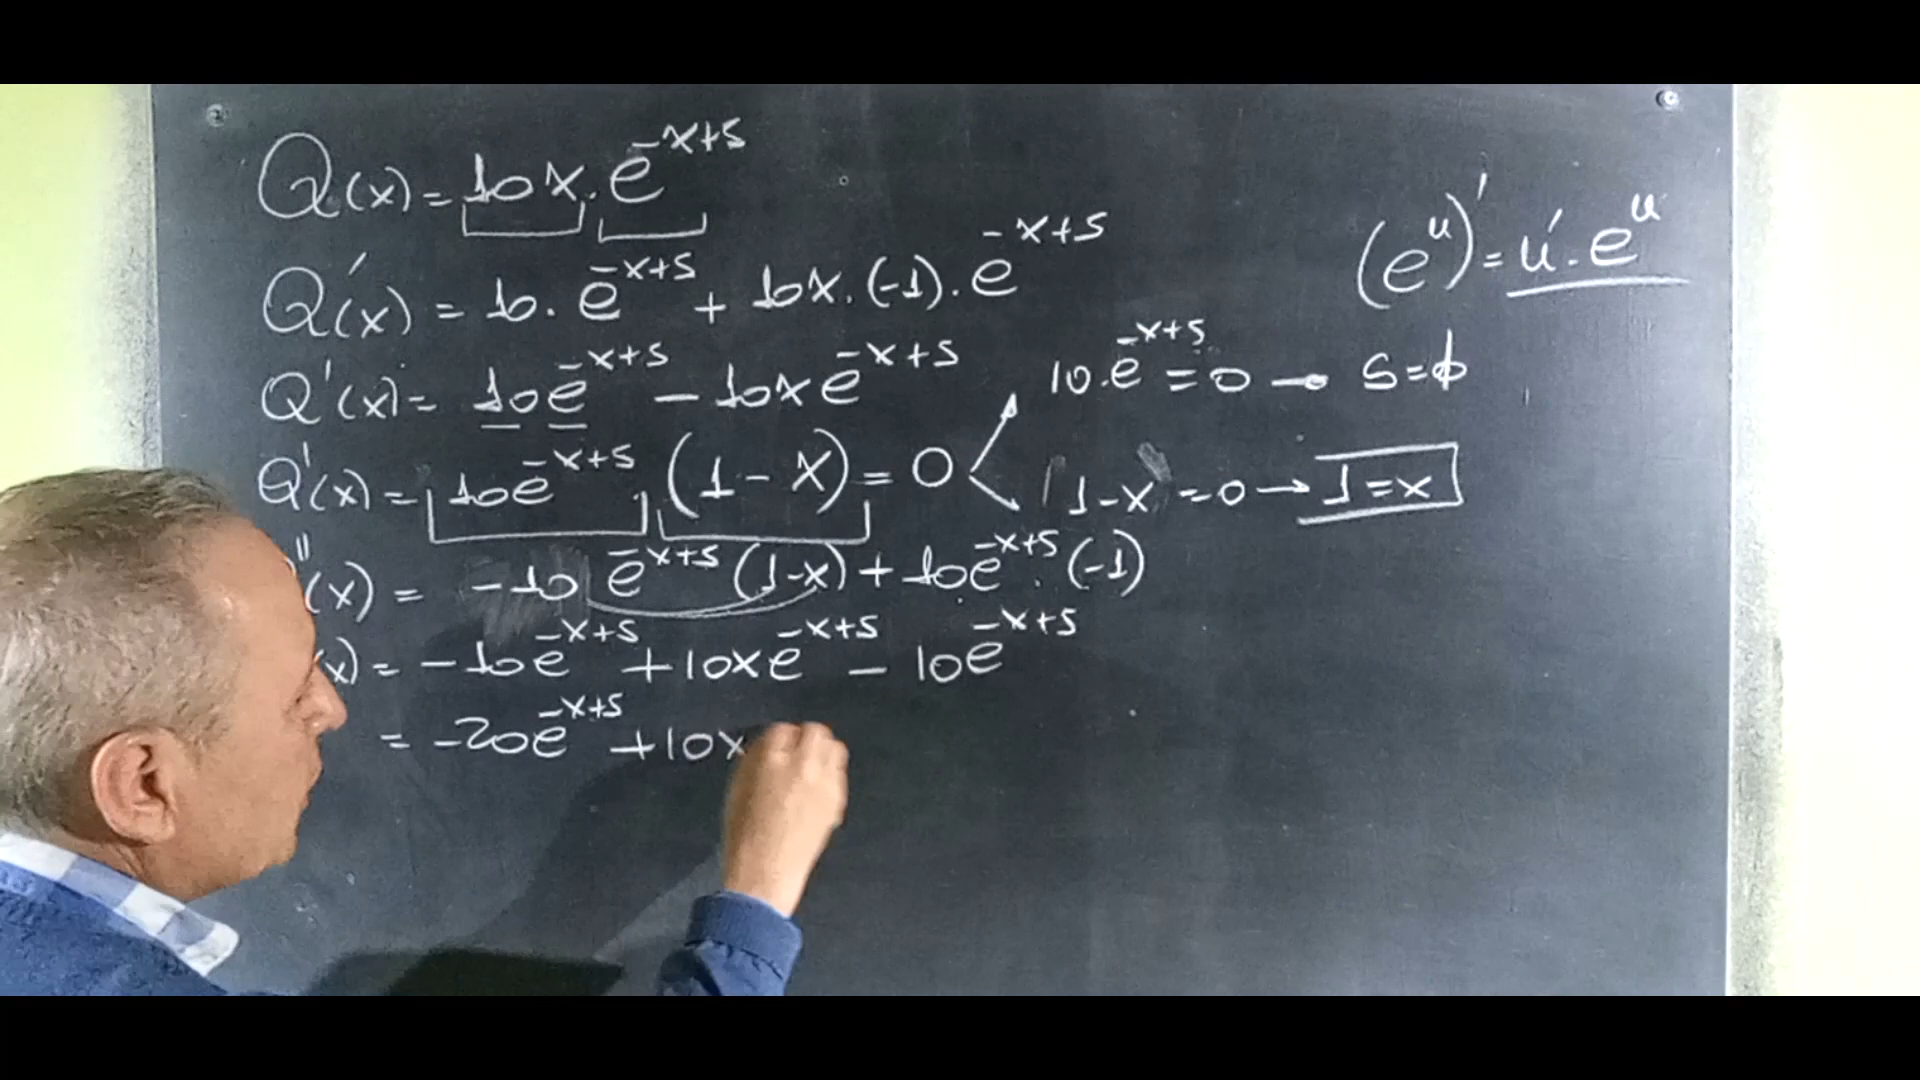 Q(x) = 10x · e^{-x+5}
Q'(x) = 10 · e^{-x+5} + 10x · (-1) · e^{-x+5}
(e^u)' = u' · e^u
Q'(x) = 10e^{-x+5} - 10xe^{-x+5}
Q'(x) = 10e^{-x+5} · (1-x) = 0
10 · e^{-x+5} = 0 → S=ϕ
1-x = 0 → 1=x
''(x) = -10 e^{-x+5} (1-x) + 10e^{-x+5} · (-1)
(x) = -10e^{-x+5} + 10xe^{-x+5} - 10e^{-x+5}
= -20e^{-x+5} + 10x